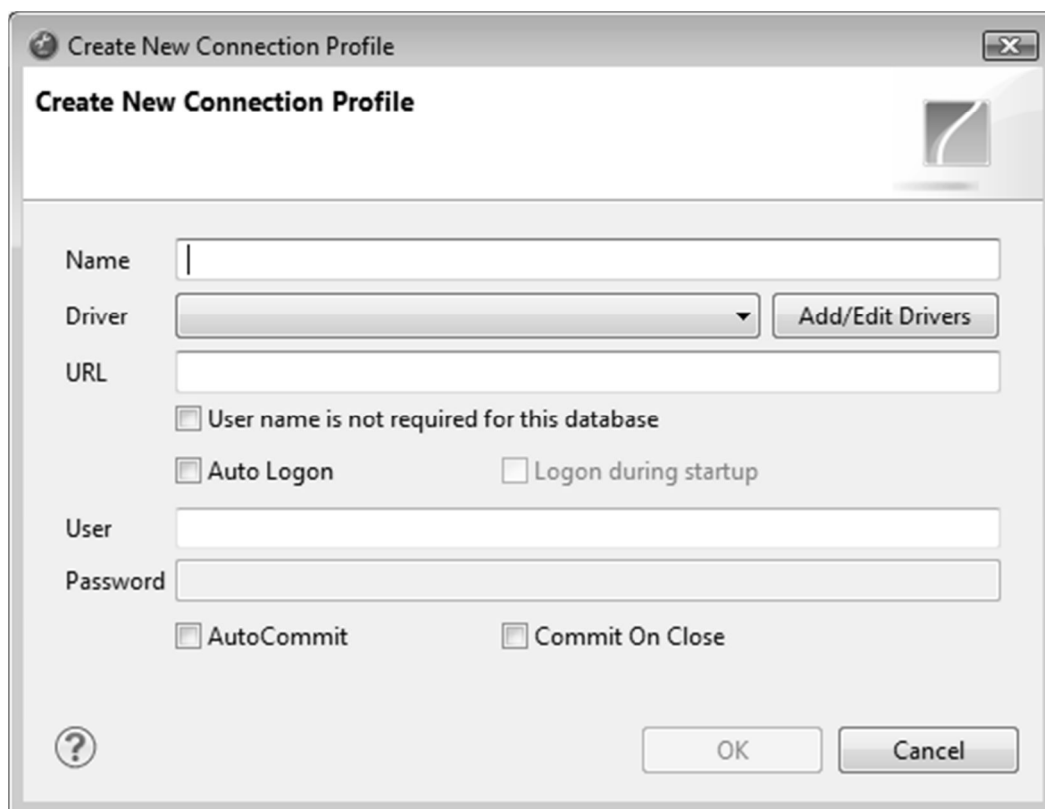 Create New Connection Profile
Create New Connection Profile
Name
Driver Add/Edit Drivers
URL
User name is not required for this database
Auto Logon Logon during startup
User
Password
AutoCommit Commit On Close
? OK Cancel